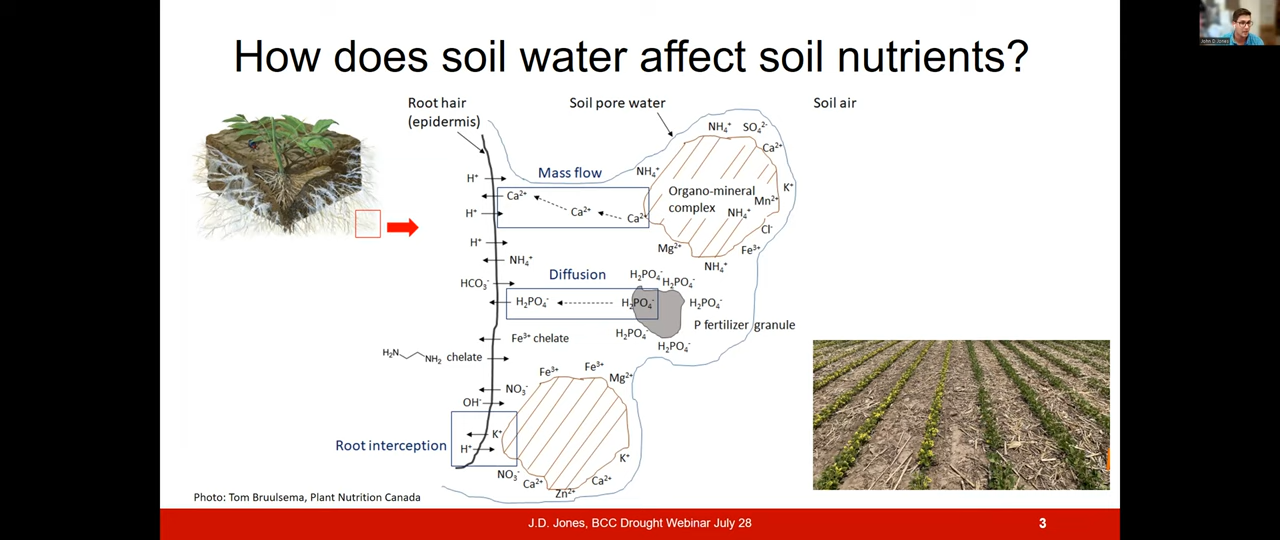 How does soil water affect soil nutrients?
Root hair
(epidermis)
Soil pore water
Soil air
NH₄⁺ SO₄²⁻
Ca²⁺
Mass flow
NH₄⁺
H⁺
K⁺
Organo-mineral
complex
Ca²⁺
Mn²⁺
H⁺
Ca²⁺
Ca²⁺
NH₄⁺
Cl⁻
H⁺
Mg²⁺
Fe³⁺
NH₄⁺
NH₄⁺
Diffusion
H₂PO₄⁻
H₂PO₄⁻
HCO₃⁻
H₂PO₄⁻
H₂PO₄⁻
H₂PO₄⁻
P fertilizer granule
H₂PO₄⁻
Fe³⁺ chelate
H₂PO₄⁻
H₂N NH₂ chelate
Fe³⁺
Fe³⁺
Mg²⁺
NO₃⁻
OH⁻
K⁺
Root interception
H⁺
K⁺
NO₃⁻
Ca²⁺
Ca²⁺
Zn²⁺
Photo: Tom Bruulsema, Plant Nutrition Canada
J.D. Jones, BCC Drought Webinar July 28
3
John D Jones